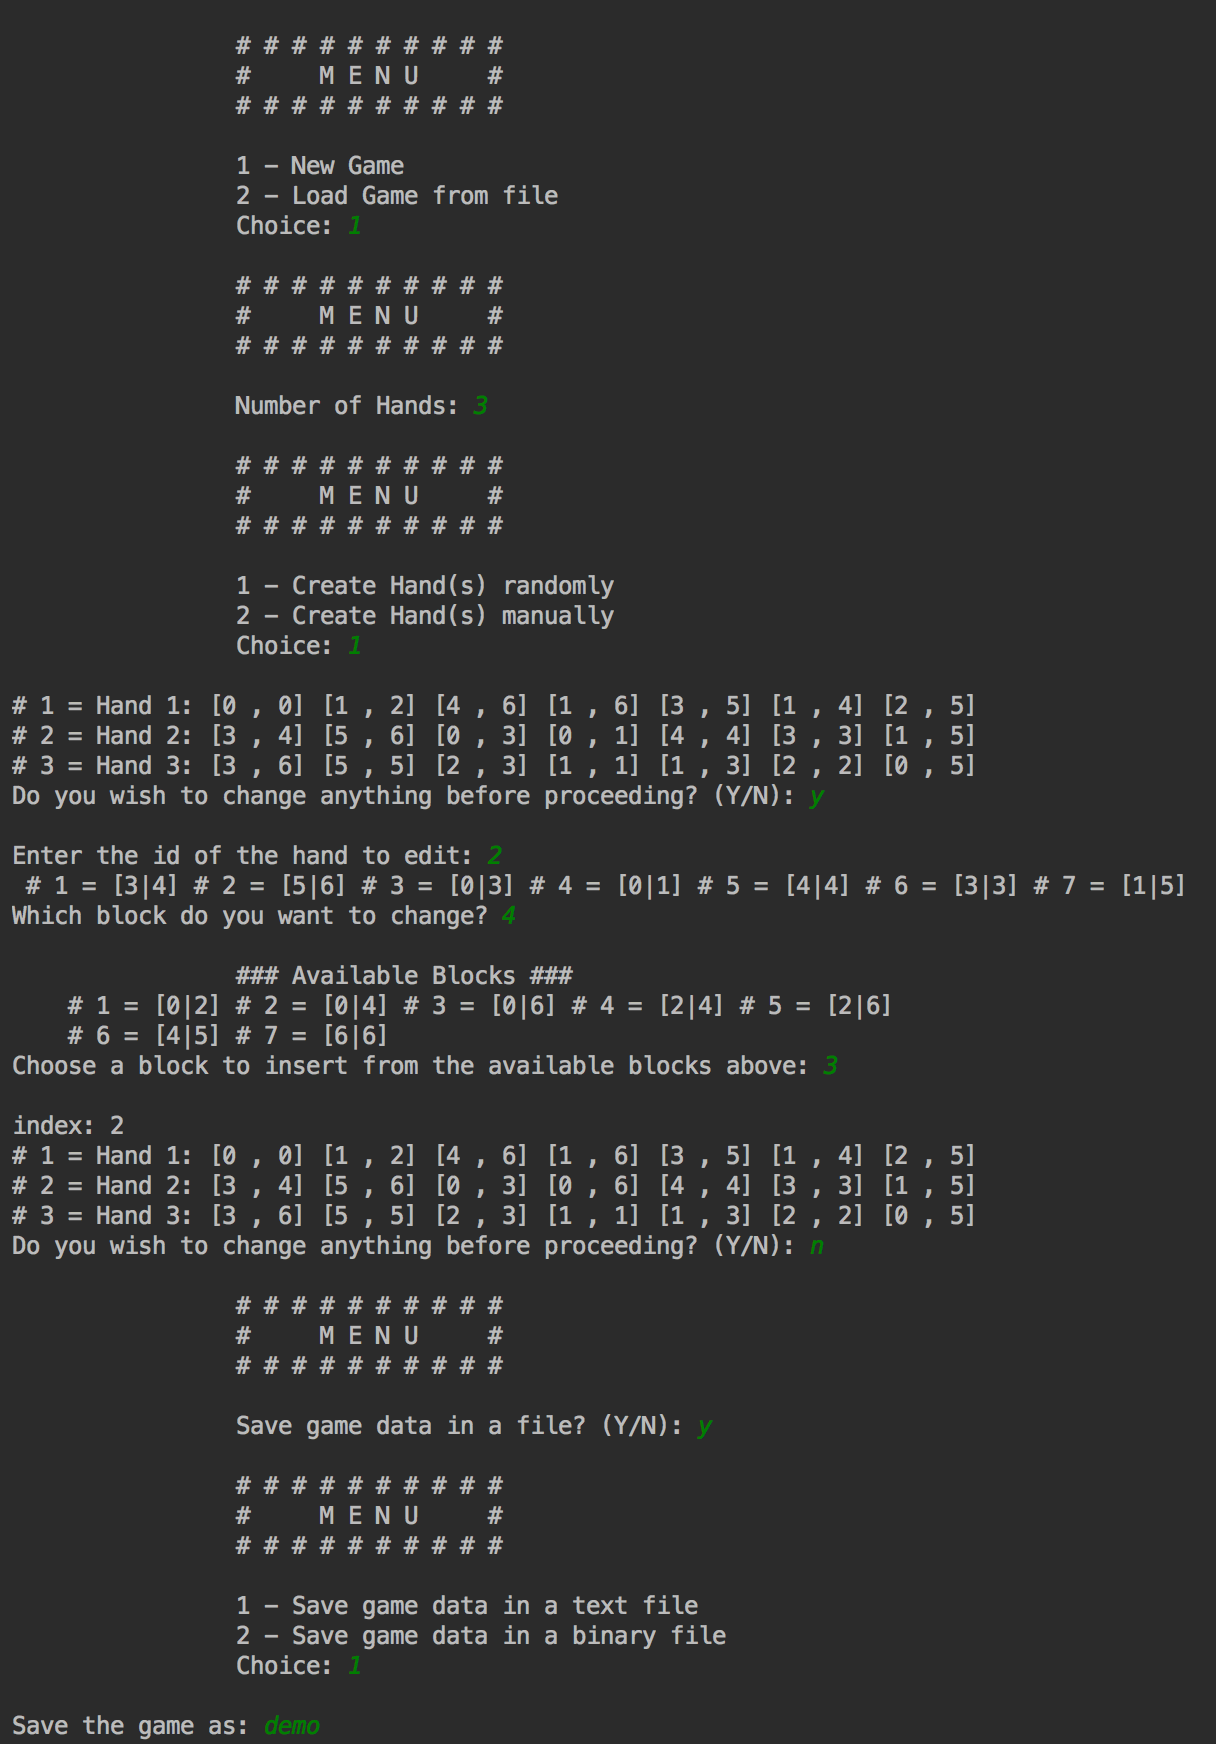 # # # # # # # # # #
#     M E N U     #
# # # # # # # # # #
1 – New Game
2 – Load Game from file
Choice: 1
# # # # # # # # # #
#     M E N U     #
# # # # # # # # # #
Number of Hands: 3
# # # # # # # # # #
#     M E N U     #
# # # # # # # # # #
1 – Create Hand(s) randomly
2 – Create Hand(s) manually
Choice: 1
# 1 = Hand 1: [0 , 0] [1 , 2] [4 , 6] [1 , 6] [3 , 5] [1 , 4] [2 , 5]
# 2 = Hand 2: [3 , 4] [5 , 6] [0 , 3] [0 , 1] [4 , 4] [3 , 3] [1 , 5]
# 3 = Hand 3: [3 , 6] [5 , 5] [2 , 3] [1 , 1] [1 , 3] [2 , 2] [0 , 5]
Do you wish to change anything before proceeding? (Y/N): y
Enter the id of the hand to edit: 2
# 1 = [3|4] # 2 = [5|6] # 3 = [0|3] # 4 = [0|1] # 5 = [4|4] # 6 = [3|3] # 7 = [1|5]
Which block do you want to change? 4
### Available Blocks ###
# 1 = [0|2] # 2 = [0|4] # 3 = [0|6] # 4 = [2|4] # 5 = [2|6]
# 6 = [4|5] # 7 = [6|6]
Choose a block to insert from the available blocks above: 3
index: 2
# 1 = Hand 1: [0 , 0] [1 , 2] [4 , 6] [1 , 6] [3 , 5] [1 , 4] [2 , 5]
# 2 = Hand 2: [3 , 4] [5 , 6] [0 , 3] [0 , 6] [4 , 4] [3 , 3] [1 , 5]
# 3 = Hand 3: [3 , 6] [5 , 5] [2 , 3] [1 , 1] [1 , 3] [2 , 2] [0 , 5]
Do you wish to change anything before proceeding? (Y/N): n
# # # # # # # # # #
#     M E N U     #
# # # # # # # # # #
Save game data in a file? (Y/N): y
# # # # # # # # # #
#     M E N U     #
# # # # # # # # # #
1 – Save game data in a text file
2 – Save game data in a binary file
Choice: 1
Save the game as: demo